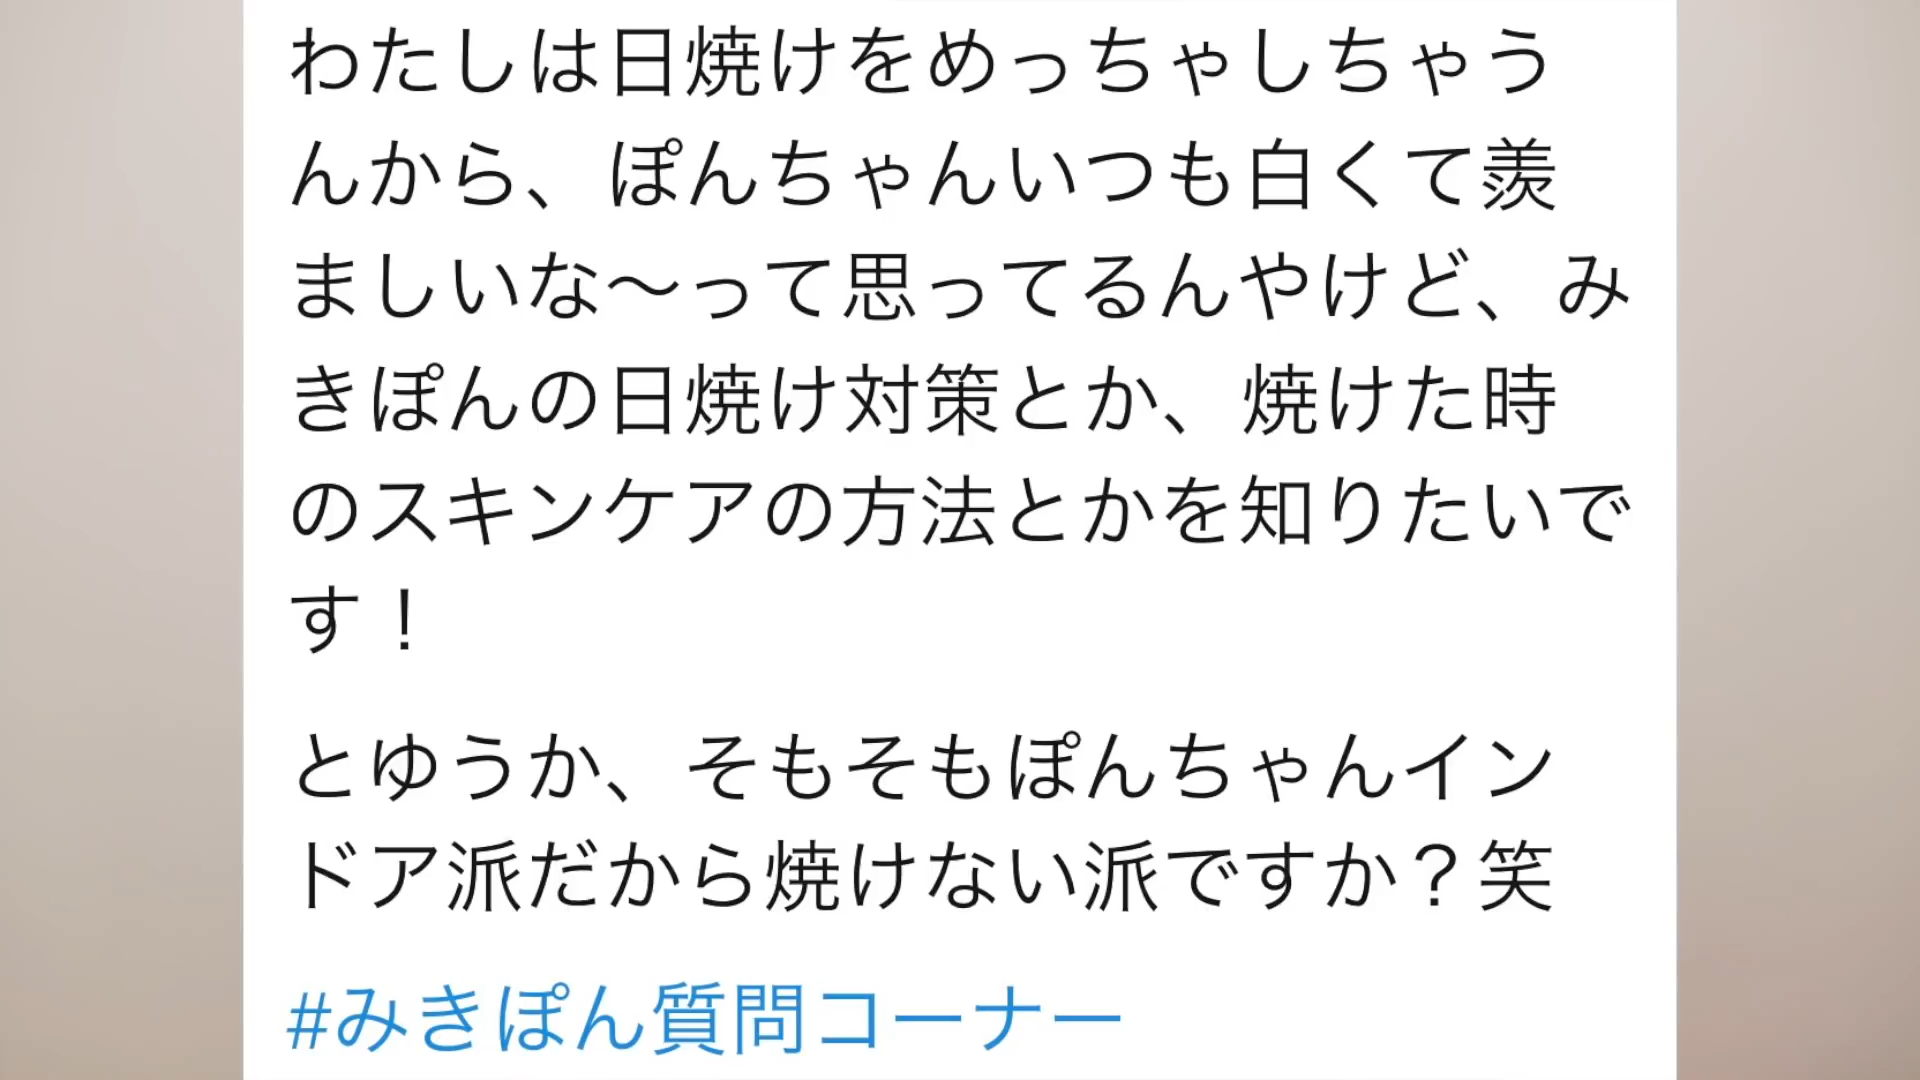 わたしは日焼けをめっちゃしちゃう
んから、ぽんちゃんいつも白くて羨
ましいな〜って思ってるんやけど、み
きぽんの日焼け対策とか、焼けた時
のスキンケアの方法とかを知りたいで
す！
とゆうか、そもそもぽんちゃんイン
ドア派だから焼けない派ですか？笑
#みきぽん質問コーナー